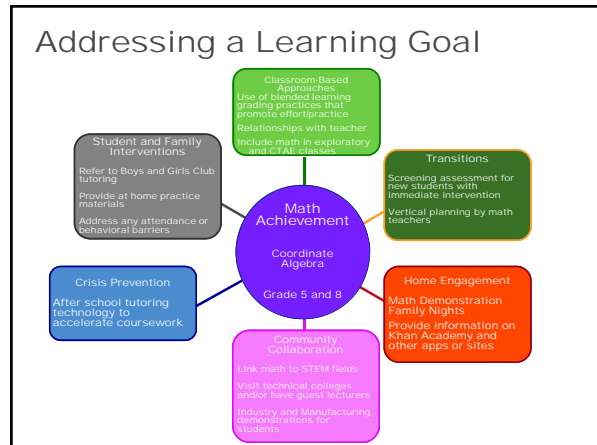 Addressing a Learning Goal
Classroom-Based
Approaches
Use of blended learning
grading practices that
promote effort/practice
Relationships with teacher
Include math in exploratory
and CTAE classes
Student and Family
Interventions
Refer to Boys and Girls Club
tutoring
Provide at home practice
materials
Address any attendance or
behavioral barriers
Transitions
Screening assessment for
new students with
immediate intervention
Vertical planning by math
teachers
Math
Achievement
Coordinate
Algebra
Grade 5 and 8
Crisis Prevention
After school tutoring
technology to
accelerate coursework
Home Engagement
Math Demonstration
Family Nights
Provide information on
Khan Academy and
other apps or sites
Community
Collaboration
Link math to STEM fields
Visit technical colleges
and/or have guest lecturers
Industry and Manufacturing
demonstrations for
students